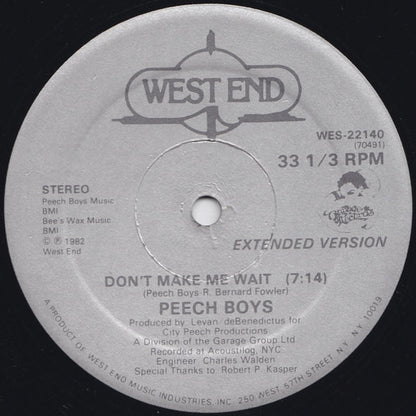 WEST END
WES-22140
(70491)
33 1/3 RPM
STEREO
Peech Boys Music
BMI
Bee's Wax Music
BMI
© ℗ 1982
West End
EXTENDED VERSION
DON'T MAKE ME WAIT (7:14)
(Peech Boys-R. Bernard Fowler)
PEECH BOYS
Produced by Levan/deBenedictus for
City Peech Productions
A Division of the Garage Group Ltd
Recorded at Acoustilog, NYC
Engineer Charles Walden
Special Thanks to Robert P. Kasper
A PRODUCT OF WEST END MUSIC INDUSTRIES, INC. 250 WEST 57TH STREET, N.Y. N.Y. 10019